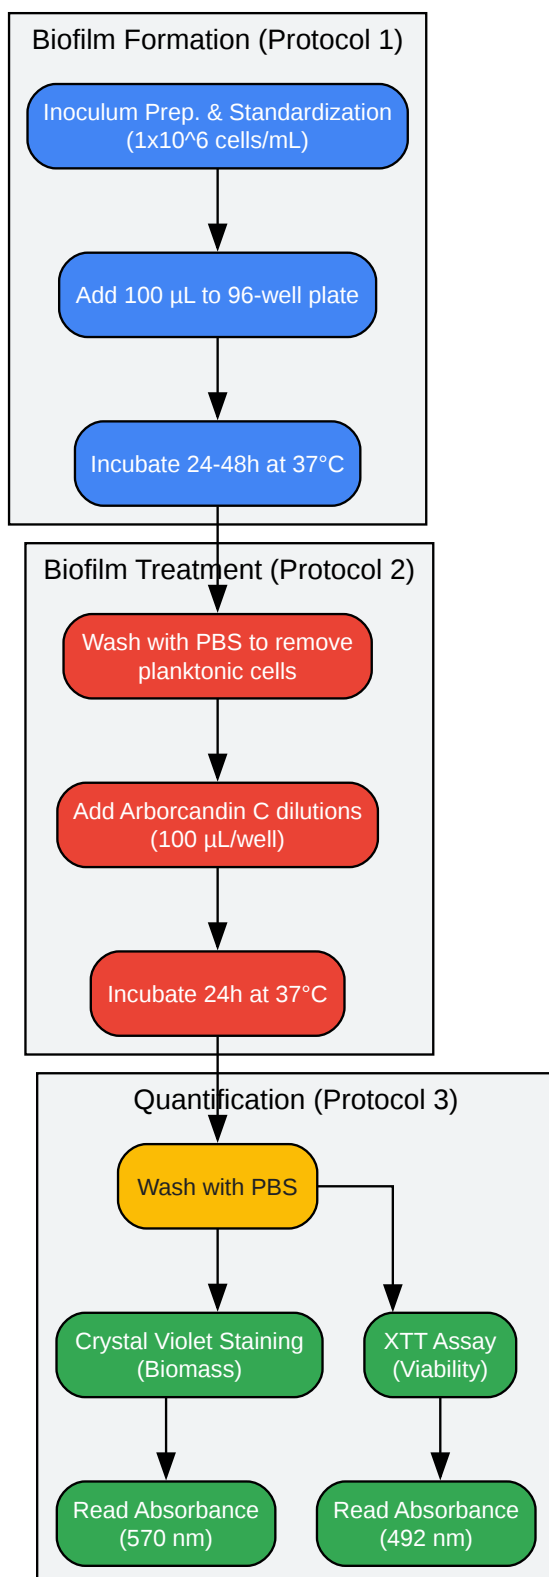 Biofilm Formation (Protocol 1)
Inoculum Prep. & Standardization
(1x10^6 cells/mL)
Add 100 µL to 96-well plate
Incubate 24-48h at 37°C
Biofilm Treatment (Protocol 2)
Wash with PBS to remove
planktonic cells
Add Arborcandin C dilutions
(100 µL/well)
Incubate 24h at 37°C
Quantification (Protocol 3)
Wash with PBS
Crystal Violet Staining
(Biomass)
XTT Assay
(Viability)
Read Absorbance
(570 nm)
Read Absorbance
(492 nm)